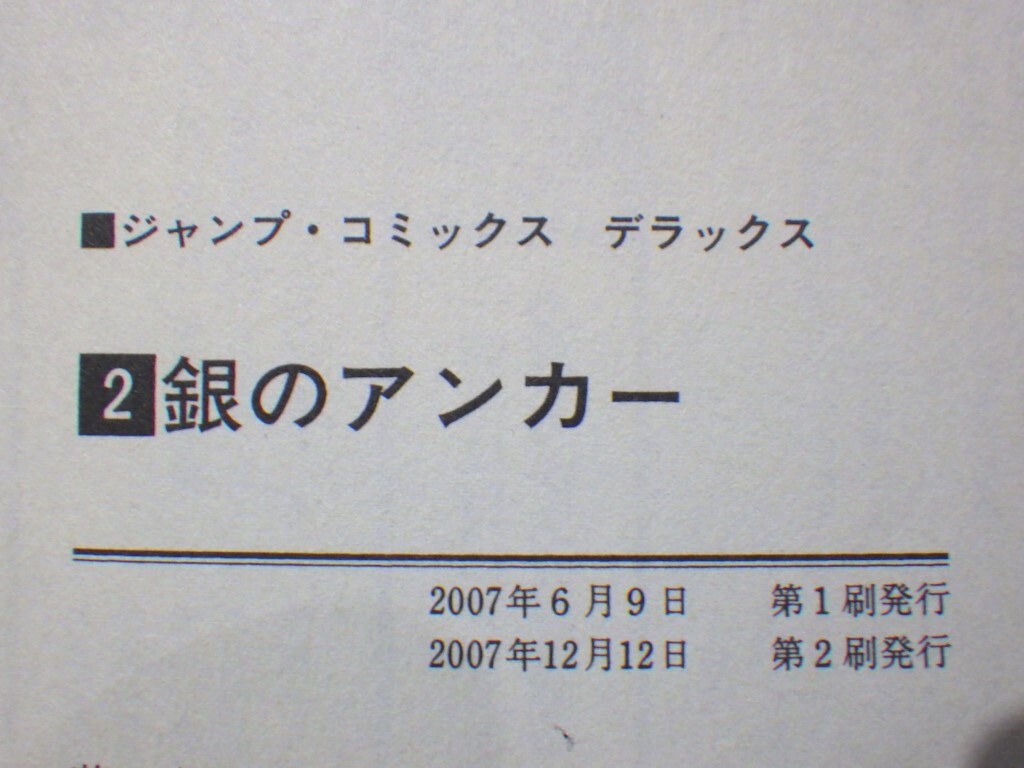 ■ジャンプ・コミックス　デラックス
2銀のアンカー
2007年6月9日　第1刷発行
2007年12月12日　第2刷発行